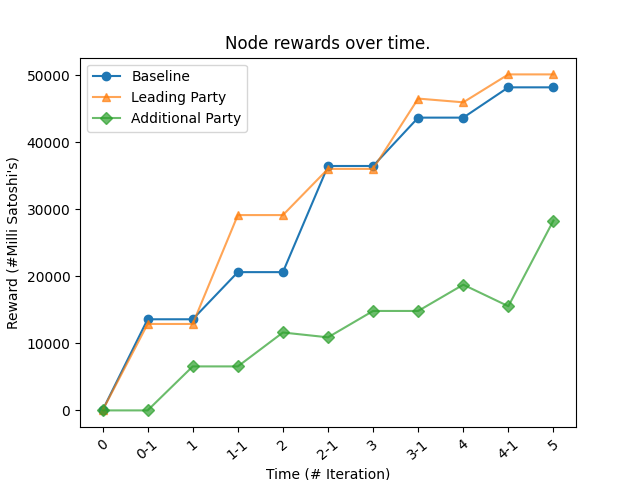 Node rewards over time.
Baseline
Leading Party
Additional Party
Reward (#Milli Satoshi's)
50000
40000
30000
20000
10000
0
0
0-1
1
1-1
2
2-1
3
3-1
4
4-1
5
Time (# Iteration)